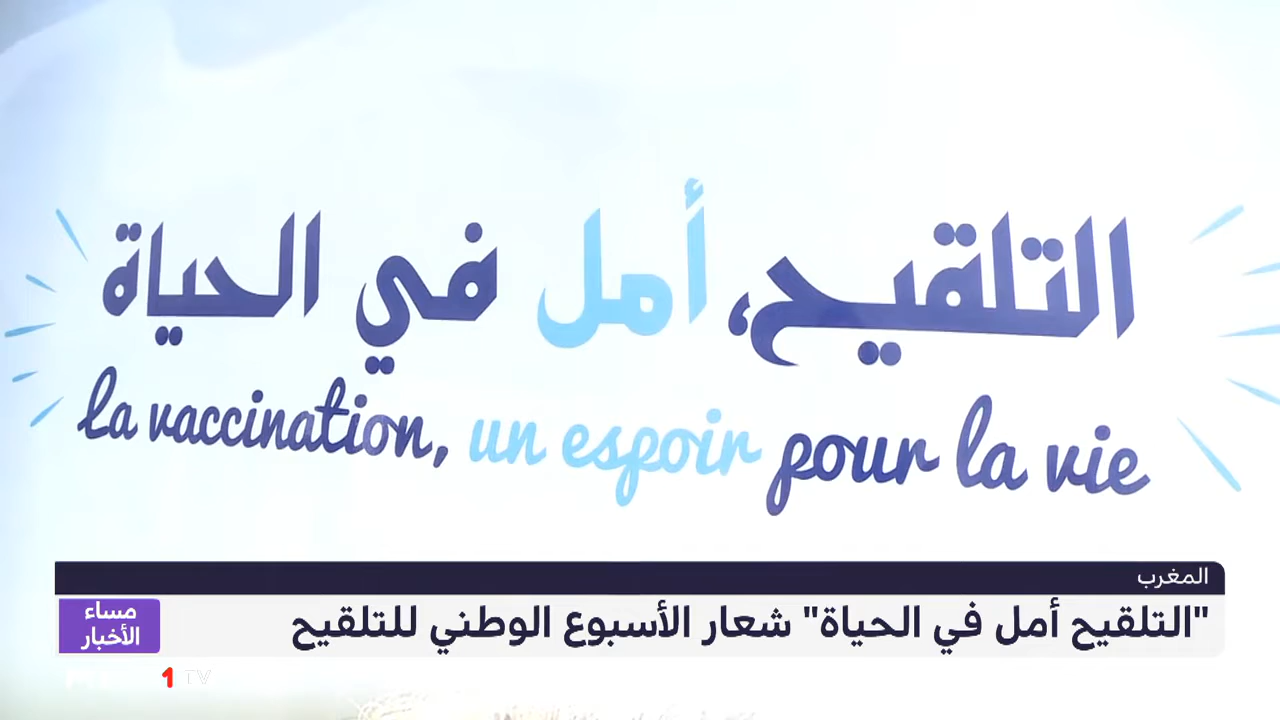 التلقيح، أمل في الحياة
la vaccination, un espoir pour la vie
المغرب
"التلقيح أمل في الحياة" شعار الأسبوع الوطني للتلقيح
مساء
الأخبار
1 TV